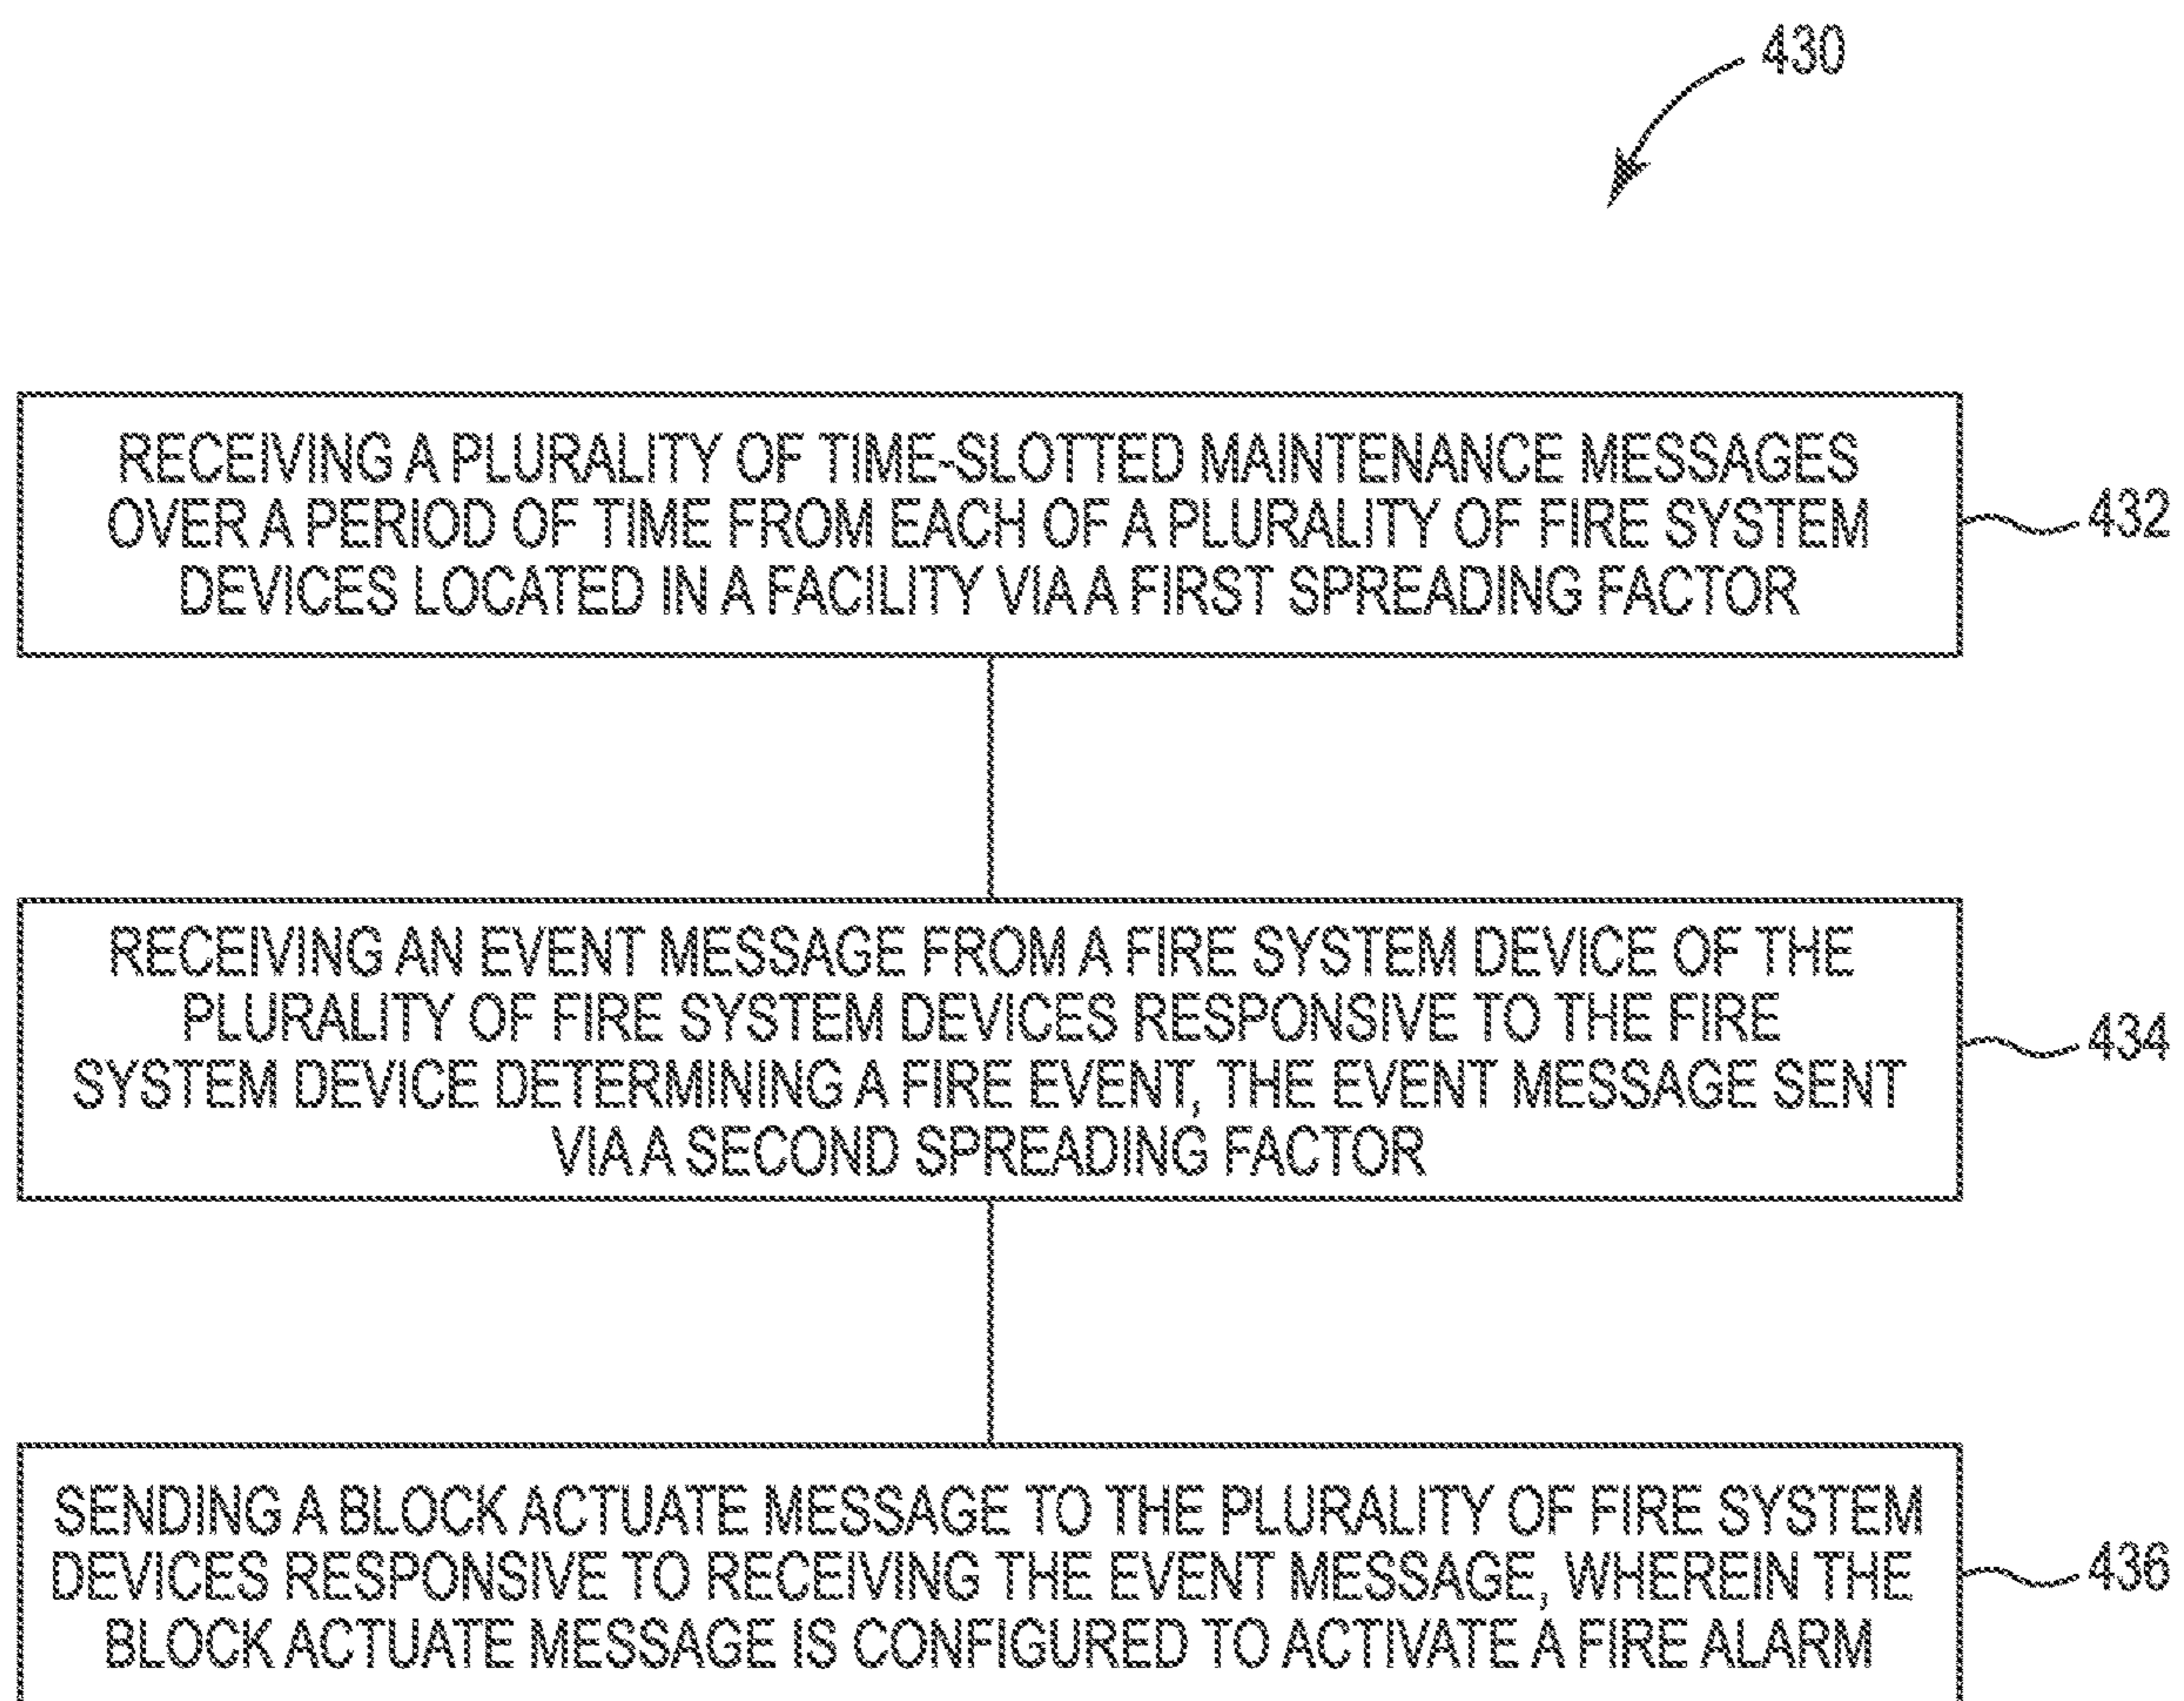 430
RECEIVING A PLURALITY OF TIME-SLOTTED MAINTENANCE MESSAGES
OVER A PERIOD OF TIME FROM EACH OF A PLURALITY OF FIRE SYSTEM
DEVICES LOCATED IN A FACILITY VIA A FIRST SPREADING FACTOR
432
RECEIVING AN EVENT MESSAGE FROM A FIRE SYSTEM DEVICE OF THE
PLURALITY OF FIRE SYSTEM DEVICES RESPONSIVE TO THE FIRE
SYSTEM DEVICE DETERMINING A FIRE EVENT, THE EVENT MESSAGE SENT
VIA A SECOND SPREADING FACTOR
434
SENDING A BLOCK ACTUATE MESSAGE TO THE PLURALITY OF FIRE SYSTEM
DEVICES RESPONSIVE TO RECEIVING THE EVENT MESSAGE, WHEREIN THE
BLOCK ACTUATE MESSAGE IS CONFIGURED TO ACTIVATE A FIRE ALARM
436